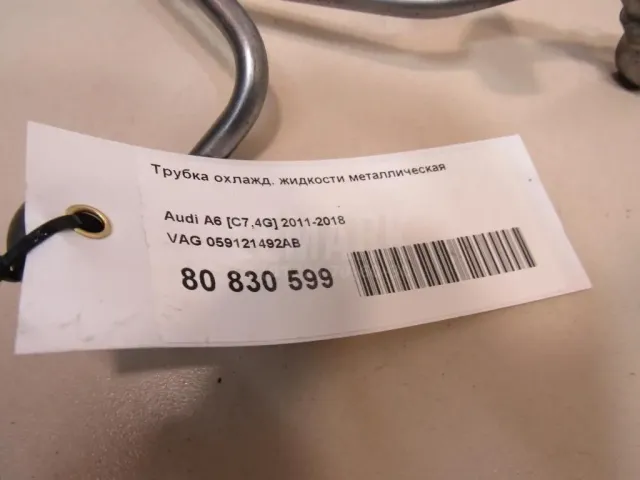 Трубка охлажд. жидкости металлическая
Audi A6 [C7,4G] 2011-2018
VAG 059121492AB
80 830 599